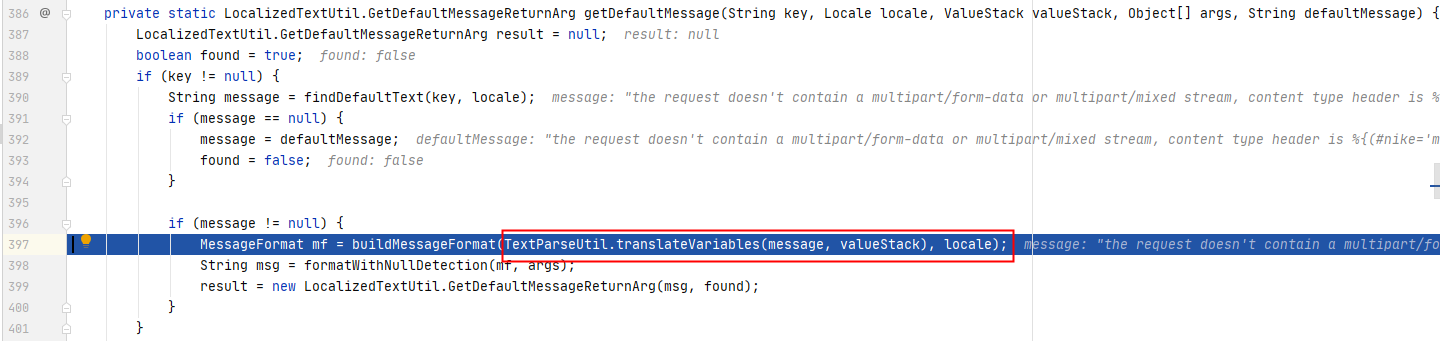 386 @ private static LocalizedTextUtil.GetDefaultMessageReturnArg getDefaultMessage(String key, Locale locale, ValueStack valueStack, Object[] args, String defaultMessage) {
387 LocalizedTextUtil.GetDefaultMessageReturnArg result = null; result: null
388 boolean found = true; found: false
389 if (key != null) {
390 String message = findDefaultText(key, locale); message: "the request doesn't contain a multipart/form-data or multipart/mixed stream, content type header is %
391 if (message == null) {
392 message = defaultMessage; defaultMessage: "the request doesn't contain a multipart/form-data or multipart/mixed stream, content type header is %{(#nike='m
393 found = false; found: false
394 }
395
396 if (message != null) {
397 MessageFormat mf = buildMessageFormat(TextParseUtil.translateVariables(message, valueStack), locale); message: "the request doesn't contain a multipart/fo
398 String msg = formatWithNullDetection(mf, args);
399 result = new LocalizedTextUtil.GetDefaultMessageReturnArg(msg, found);
400 }
401 }